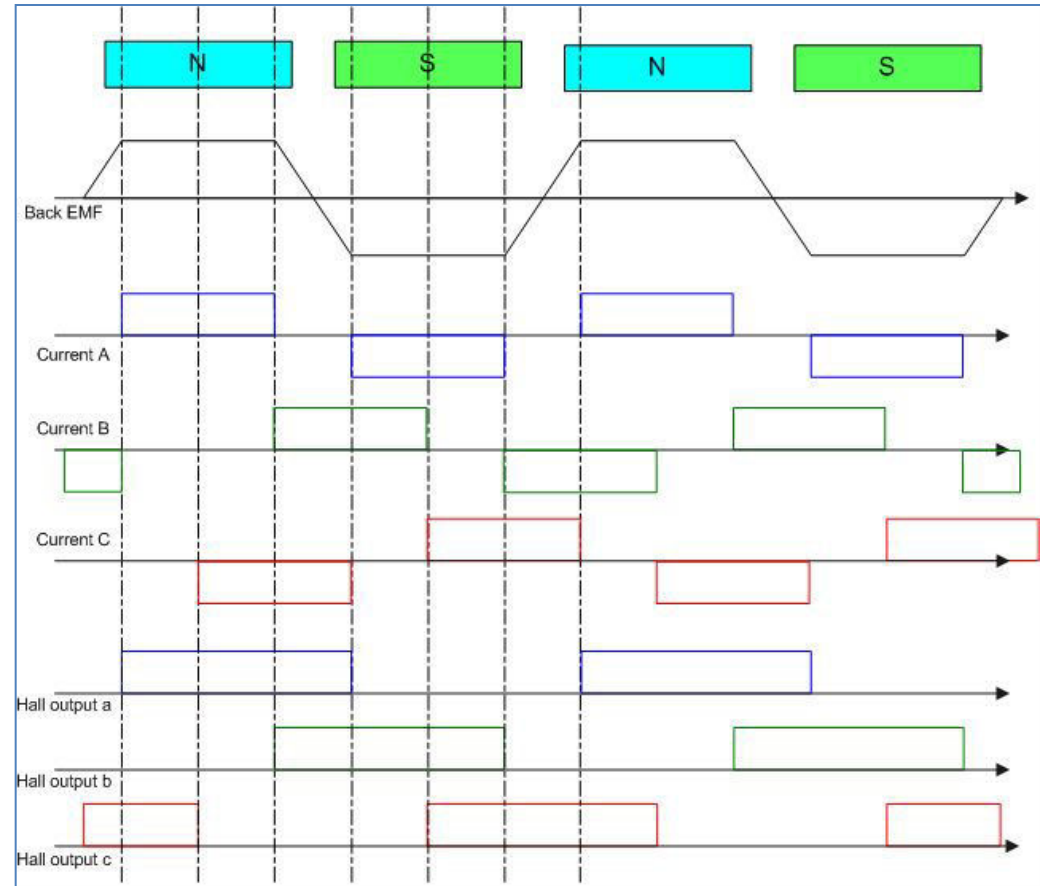 N S N S
Back EMF
Current A
Current B
Current C
Hall output a
Hall output b
Hall output c